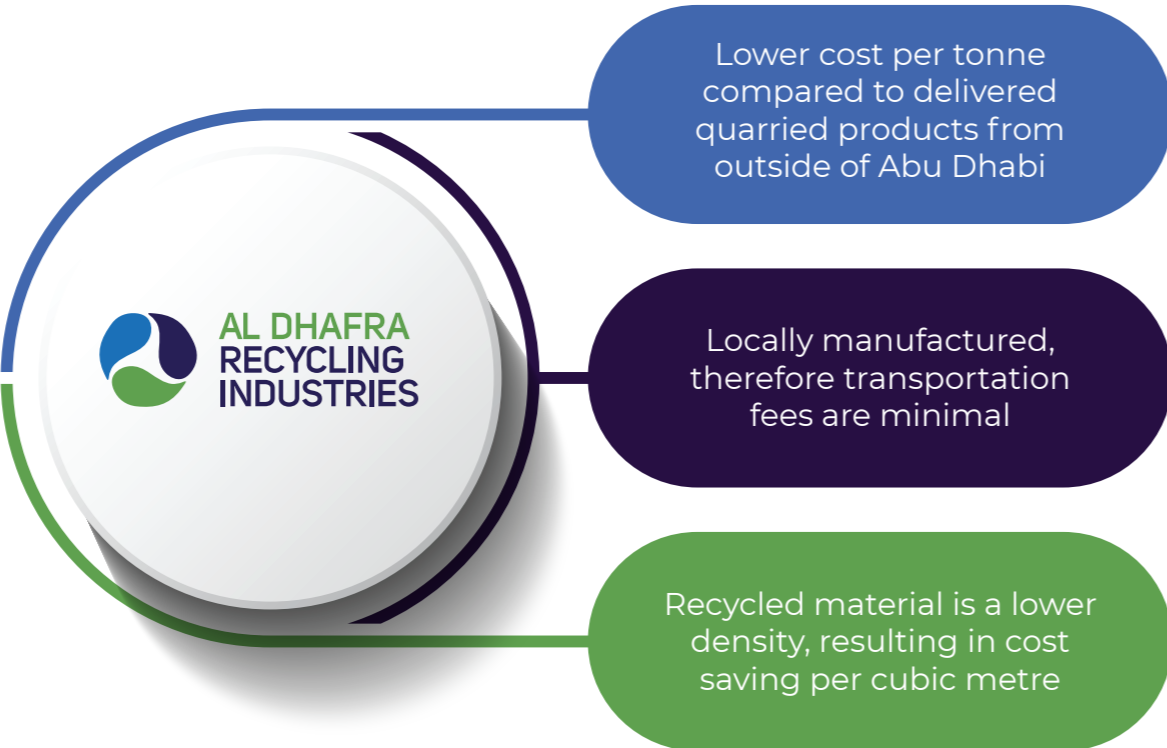 AL DHAFRA
RECYCLING
INDUSTRIES
Lower cost per tonne
compared to delivered
quarried products from
outside of Abu Dhabi
Locally manufactured,
therefore transportation
fees are minimal
Recycled material is a lower
density, resulting in cost
saving per cubic metre